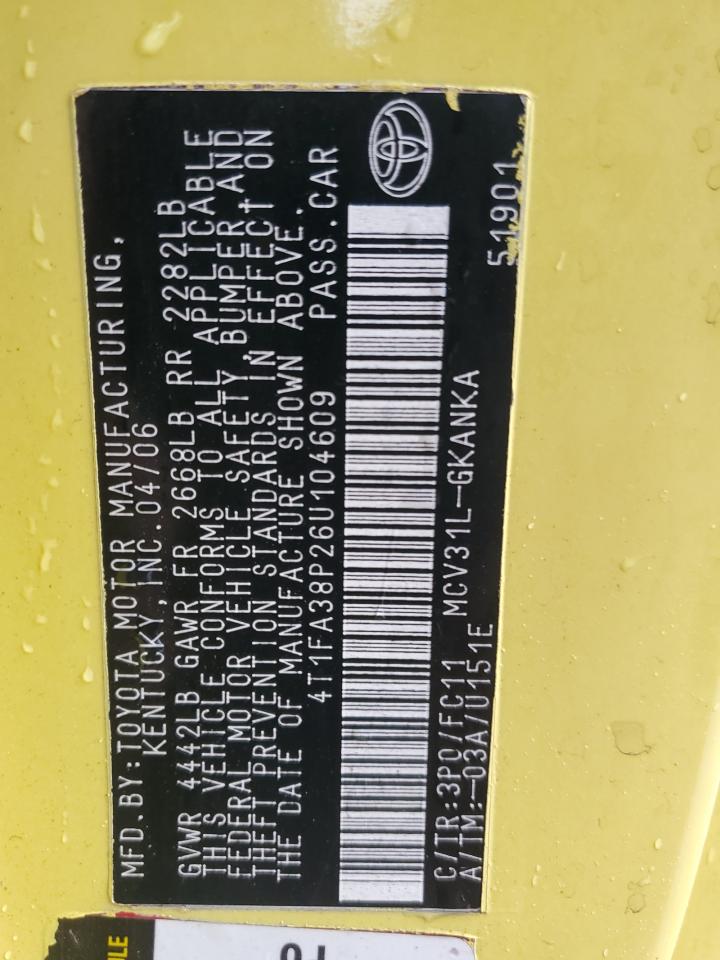 MFD.BY:TOYOTA MOTOR MANUFACTURING,
KENTUCKY,INC.04/06
GVWR 4442LB GAWR FR 2668LB RR 2282LB
THIS VEHICLE CONFORMS TO ALL APPLICABLE
FEDERAL MOTOR VEHICLE SAFETY,BUMPER,AND
THEFT PREVENTION STANDARDS IN EFFECT ON
THE DATE OF MANUFACTURE SHOWN ABOVE.
4T1FA38P26U104609 PASS.CAR
C/TR:3P0/FC11 MCV31L-GKANKA
A/TM:-03A/U151E 51901